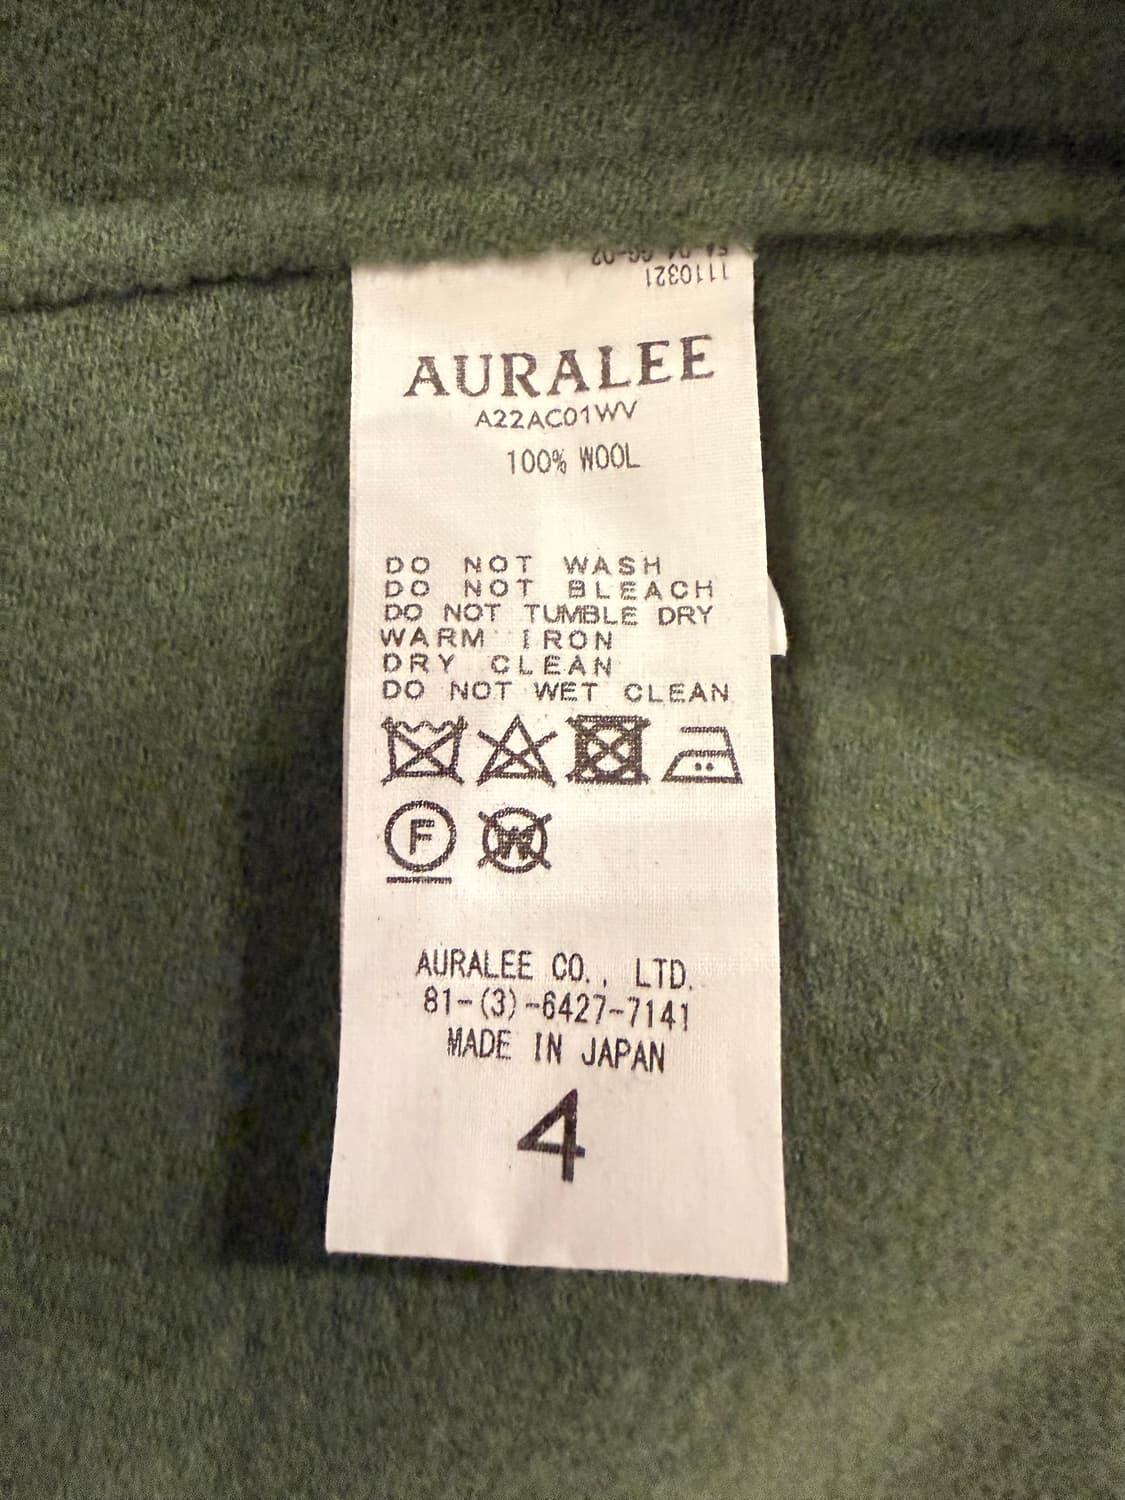 1110321
AURALEE
A22AC01WV
100% WOOL
DO NOT WASH
DO NOT BLEACH
DO NOT TUMBLE DRY
WARM IRON
DRY CLEAN
DO NOT WET CLEAN
F
W
AURALEE CO., LTD.
81-(3)-6427-7141
MADE IN JAPAN
4